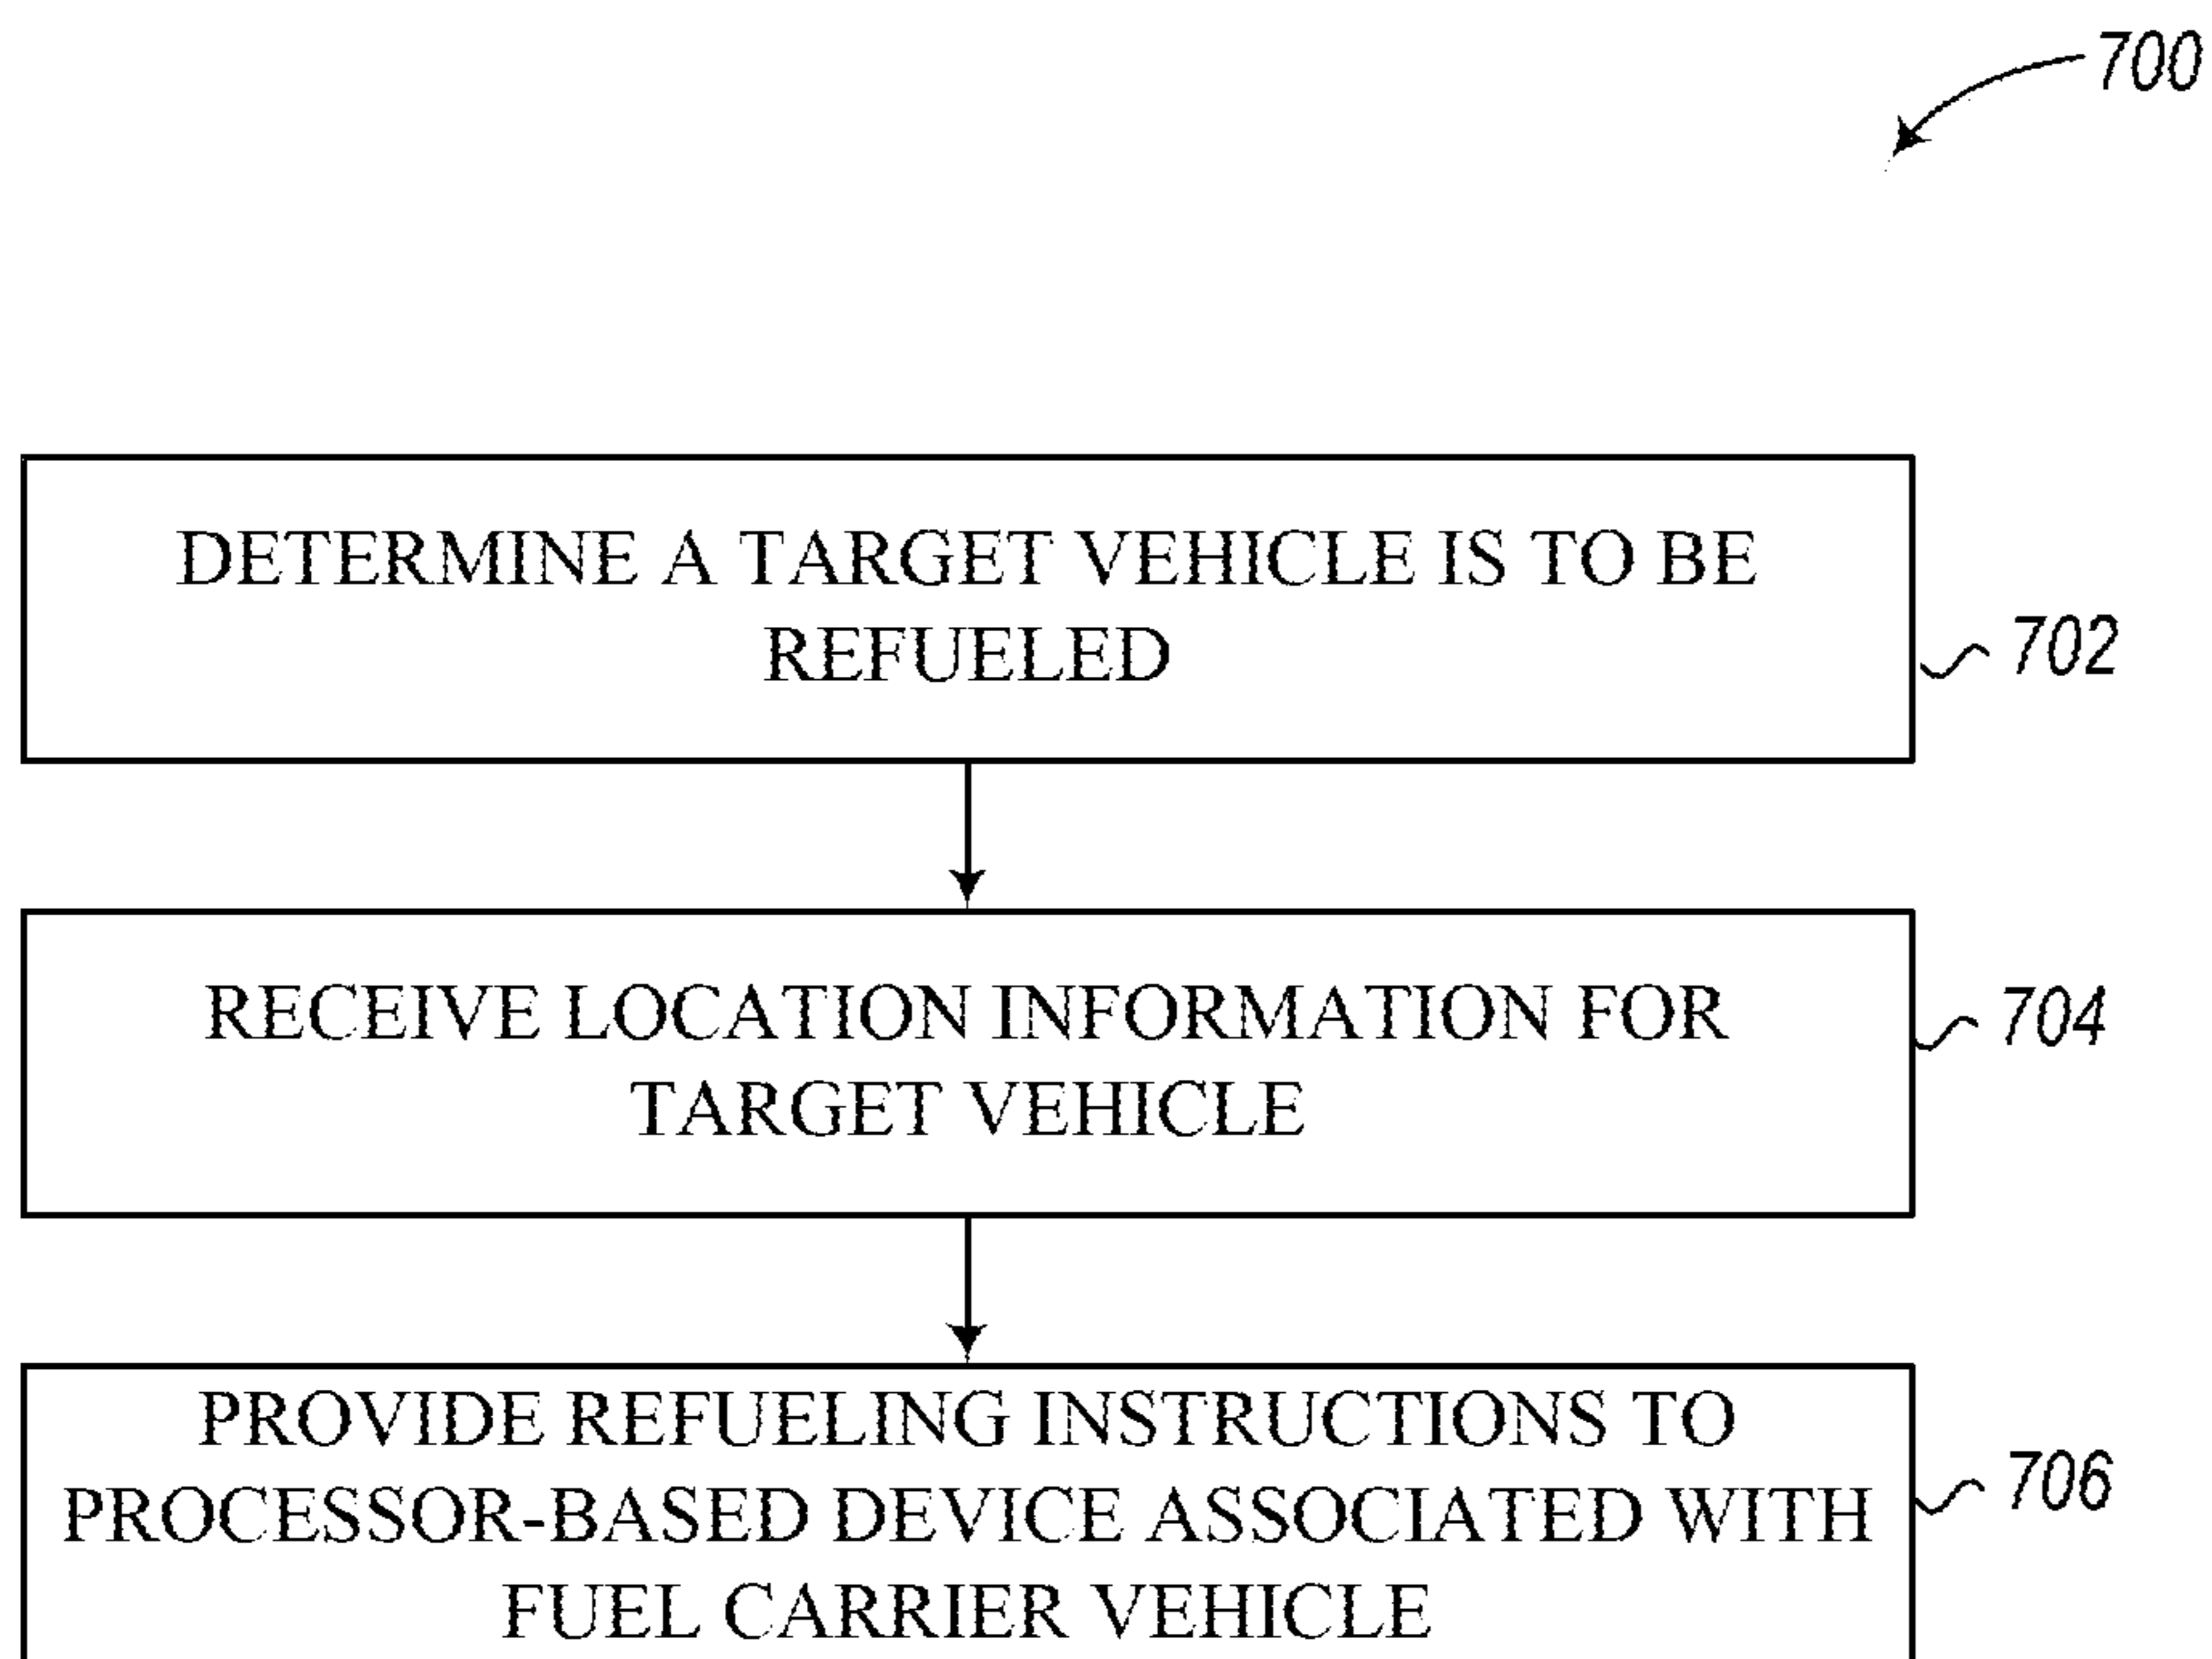 700
DETERMINE A TARGET VEHICLE IS TO BE
REFUELED
702
RECEIVE LOCATION INFORMATION FOR
TARGET VEHICLE
704
PROVIDE REFUELING INSTRUCTIONS TO
PROCESSOR-BASED DEVICE ASSOCIATED WITH
FUEL CARRIER VEHICLE
706